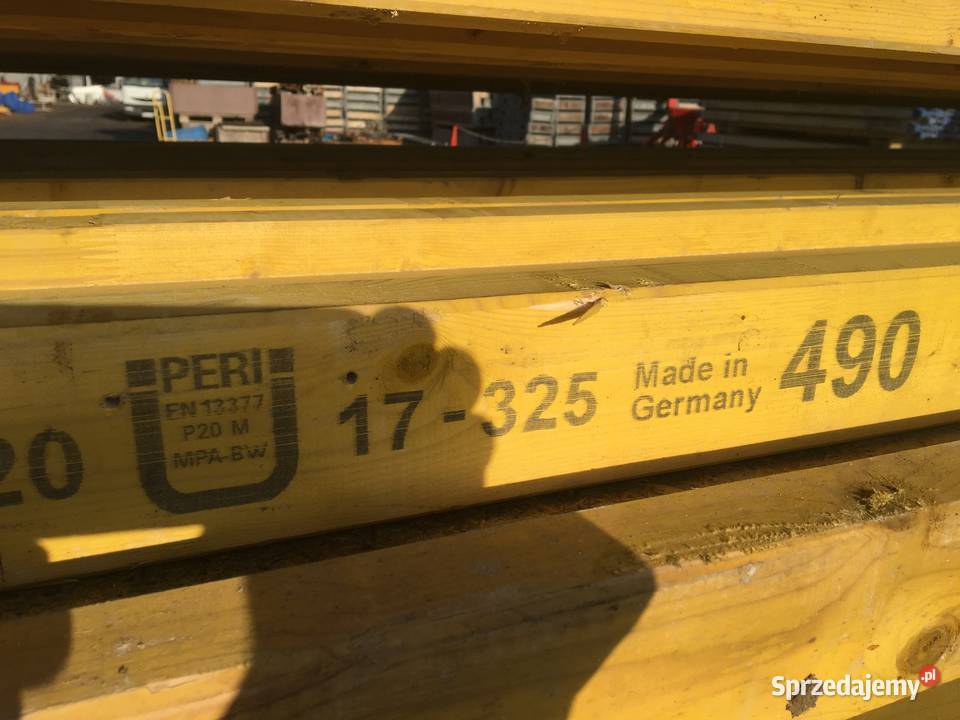 20
PERI
EN 13377
P20 M
MPA-BW
17-325
Made in
Germany
490
Sprzedajemy.pl